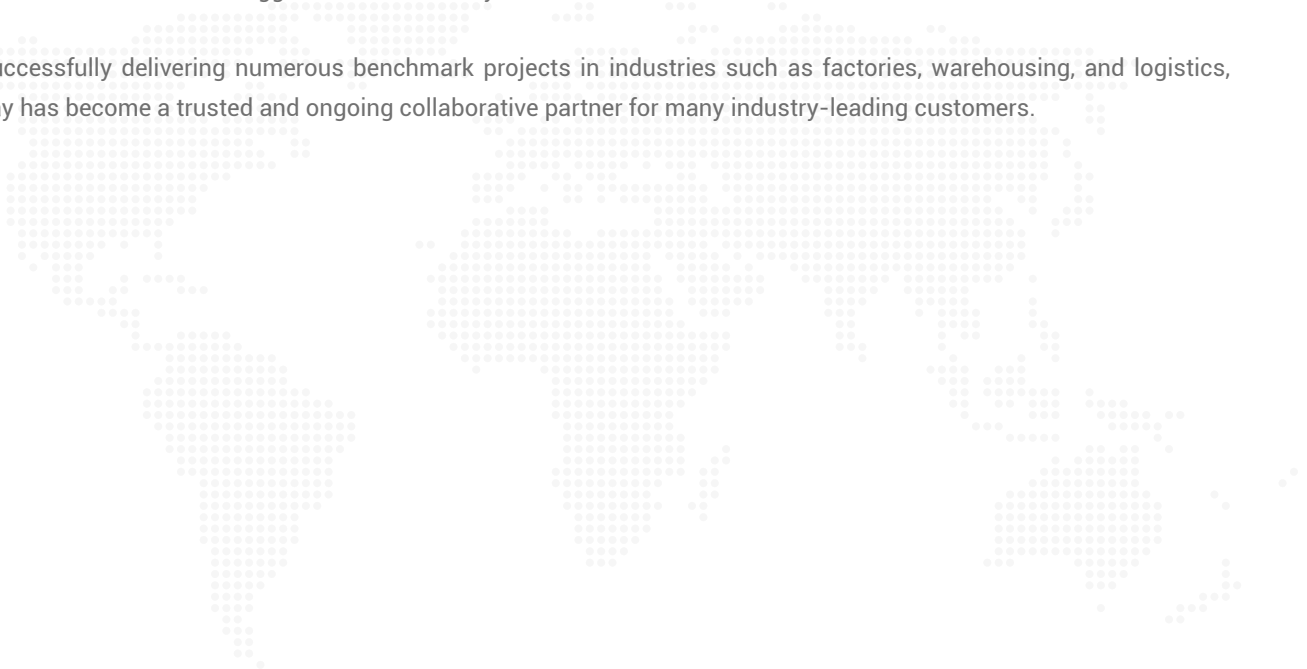 uccessfully delivering numerous benchmark projects in industries such as factories, warehousing, and logistics,
y has become a trusted and ongoing collaborative partner for many industry-leading customers.